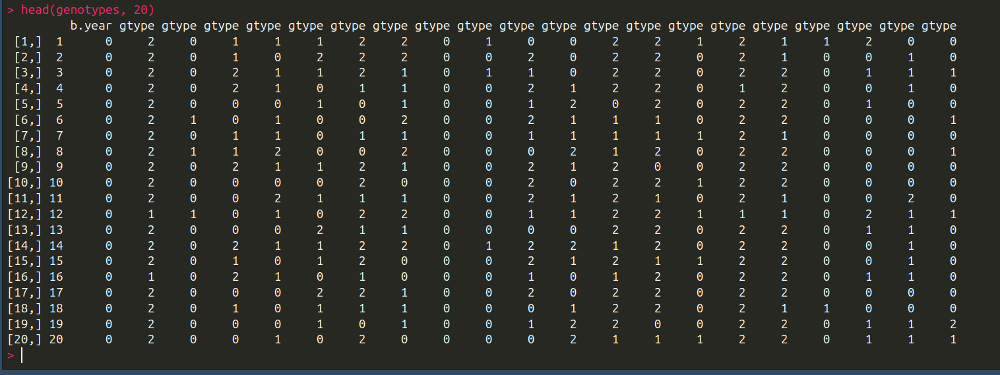 > head(genotypes, 20)
b.year gtype gtype gtype gtype gtype gtype gtype gtype gtype gtype gtype gtype gtype gtype gtype gtype gtype gtype gtype gtype
[1,] 1 0 2 0 1 1 1 2 2 0 1 0 0 2 2 1 2 1 1 2 0 0
[2,] 2 0 2 0 1 0 2 2 2 0 0 2 0 2 2 0 2 1 0 0 1 0
[3,] 3 0 2 0 2 1 1 2 1 0 1 1 0 2 2 0 2 2 0 1 1 1
[4,] 4 0 2 0 2 1 0 1 1 0 0 2 1 2 2 0 1 2 0 0 1 0
[5,] 5 0 2 0 0 0 1 0 1 0 0 1 2 0 2 0 2 2 0 1 0 0
[6,] 6 0 2 1 0 1 0 0 2 0 0 2 1 1 1 0 2 2 0 0 0 1
[7,] 7 0 2 0 1 1 0 1 1 0 0 1 1 1 1 1 2 1 0 0 0 0
[8,] 8 0 2 1 1 2 0 0 2 0 0 0 2 1 2 0 2 2 0 0 0 1
[9,] 9 0 2 0 2 1 1 2 1 0 0 2 1 2 0 0 2 2 0 0 0 0
[10,] 10 0 2 0 0 0 0 2 0 0 0 2 0 2 2 1 2 2 0 0 0 0
[11,] 11 0 2 0 0 2 1 1 1 0 0 2 1 2 1 0 2 1 0 0 2 0
[12,] 12 0 1 1 0 1 0 2 2 0 0 1 1 2 2 1 1 1 0 2 1 1
[13,] 13 0 2 0 0 0 2 1 1 0 0 0 0 2 2 0 2 2 0 1 1 0
[14,] 14 0 2 0 2 1 1 2 2 0 1 2 2 1 2 0 2 2 0 0 1 0
[15,] 15 0 2 0 1 0 1 2 0 0 0 2 1 2 1 1 2 2 0 0 1 0
[16,] 16 0 1 0 2 1 0 1 0 0 0 1 0 1 2 0 2 2 0 1 1 0
[17,] 17 0 2 0 0 0 2 2 1 0 0 2 0 2 2 0 2 2 0 0 0 0
[18,] 18 0 2 0 1 0 1 1 1 0 0 0 1 2 2 0 2 1 1 0 0 0
[19,] 19 0 2 0 0 0 1 0 1 0 0 1 2 2 0 0 2 2 0 1 1 2
[20,] 20 0 2 0 0 1 0 2 0 0 0 0 2 1 1 1 2 2 0 1 1 1
>